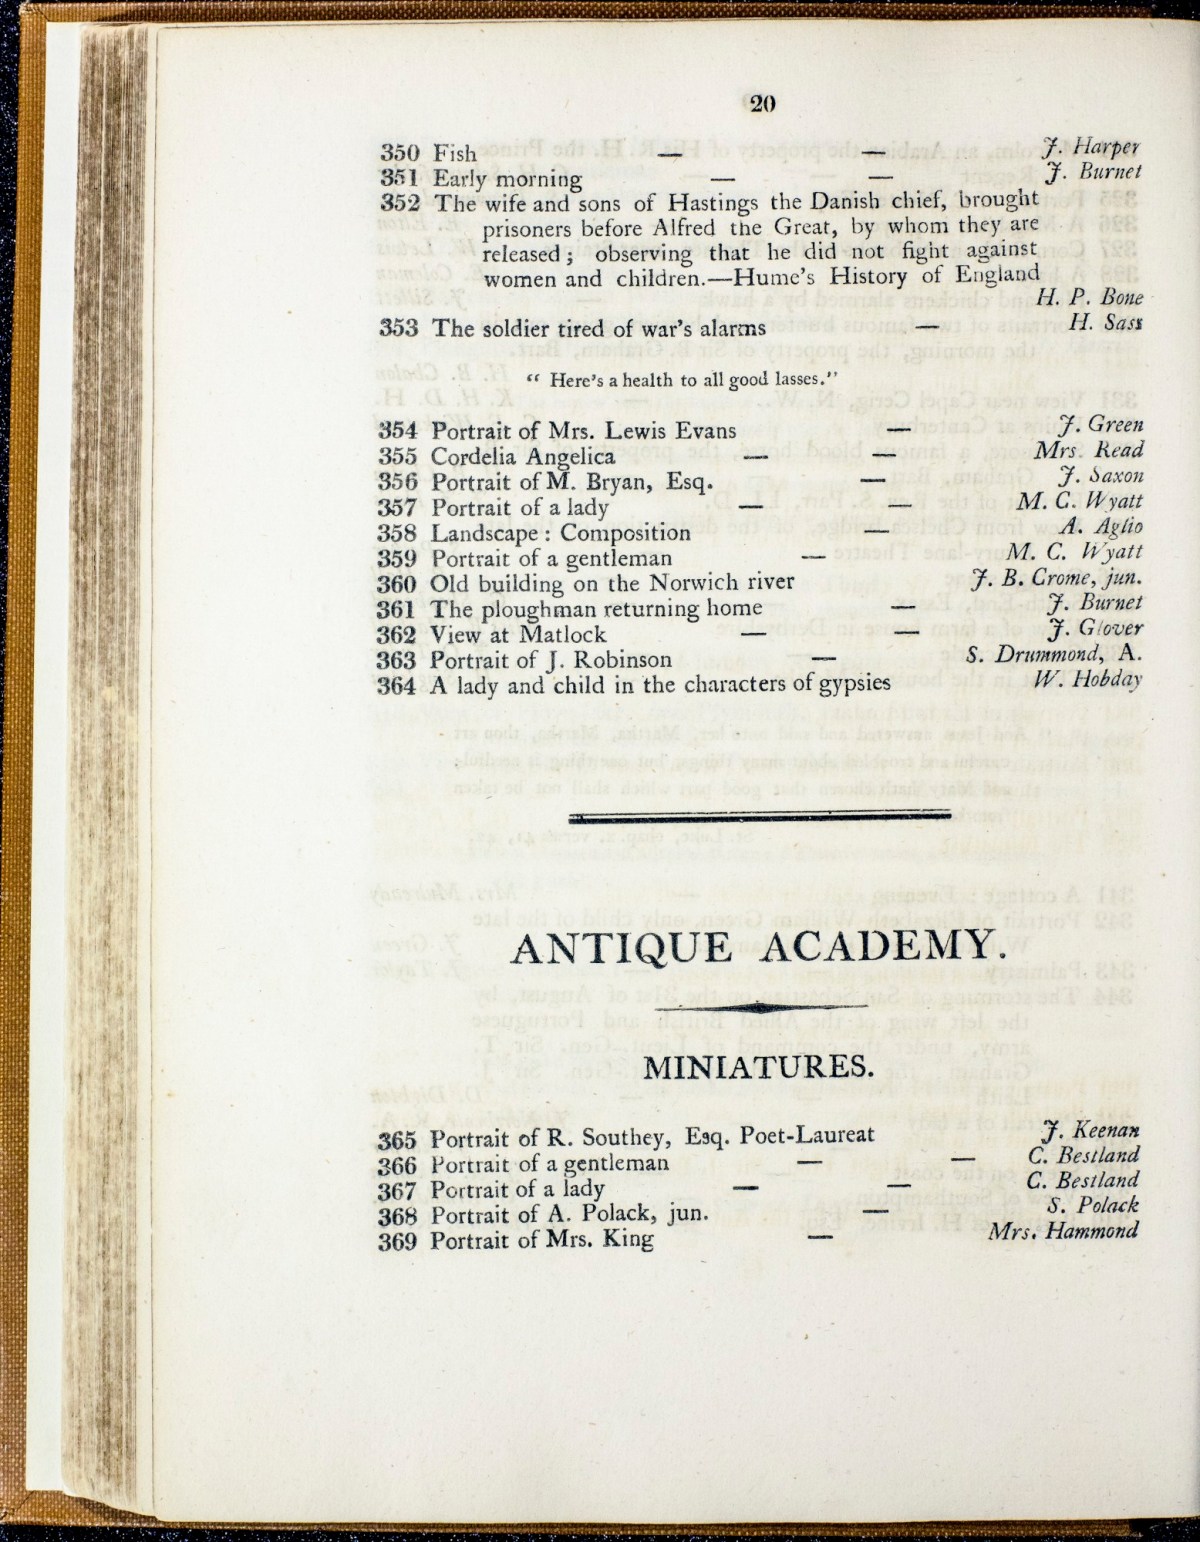 20
350 Fish — — J. Harper
351 Early morning — — J. Burnet
352 The wife and sons of Hastings the Danish chief, brought
prisoners before Alfred the Great, by whom they are
released; observing that he did not fight against
women and children.—Hume's History of England
H. P. Bone
353 The soldier tired of war's alarms — H. Sass
“ Here's a health to all good lasses.”
354 Portrait of Mrs. Lewis Evans — J. Green
355 Cordelia Angelica — — Mrs. Read
356 Portrait of M. Bryan, Esq. — J. Saxon
357 Portrait of a lady — — M. C. Wyatt
358 Landscape: Composition — A. Aglio
359 Portrait of a gentleman — M. C. Wyatt
360 Old building on the Norwich river J. B. Crome, jun.
361 The ploughman returning home — J. Burnet
362 View at Matlock — — J. Glover
363 Portrait of J. Robinson — S. Drummond, A.
364 A lady and child in the characters of gypsies W. Hobday
ANTIQUE ACADEMY.
MINIATURES.
365 Portrait of R. Southey, Esq. Poet-Laureat J. Keenan
366 Portrait of a gentleman — — C. Bestland
367 Portrait of a lady — — C. Bestland
368 Portrait of A. Polack, jun. — S. Polack
369 Portrait of Mrs. King — Mrs. Hammond